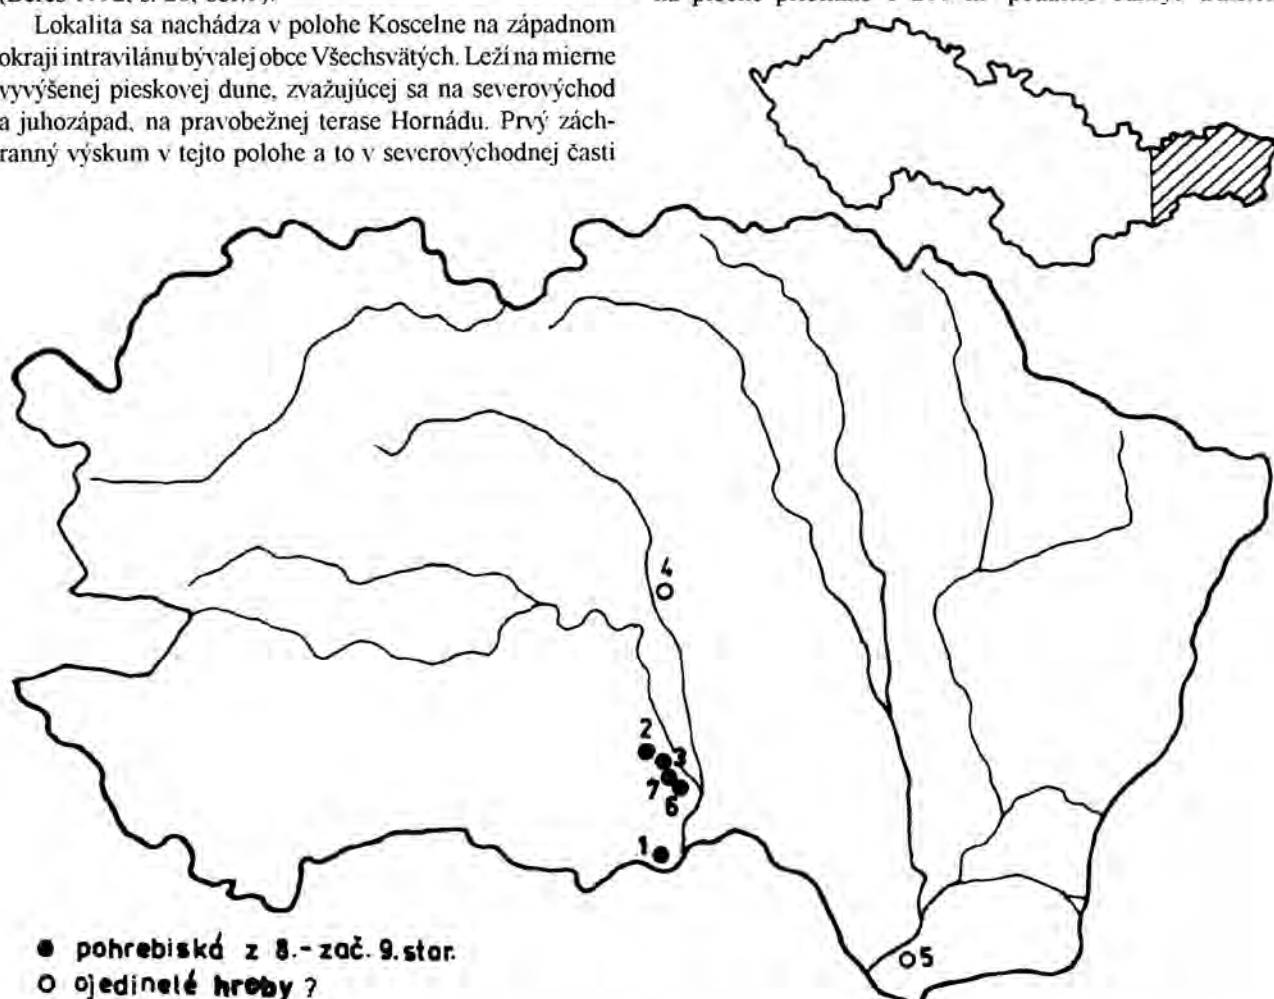 Lokalita sa nachádza v polohe Koscelne na západnom
okraji intravilánu bývalej obce Všechsvätých. Leží na mierne
vyvýšenej pieskovej dune, zvažujúcej sa na severovýchod
a juhozápad, na pravobežnej terase Hornádu. Prvý zách-
ranný výskum v tejto polohe a to v severovýchodnej časti
4
2
3
7
6
1
5
● pohrebiská z 8.- zač. 9. stor.
○ ojedinelé hroby ?